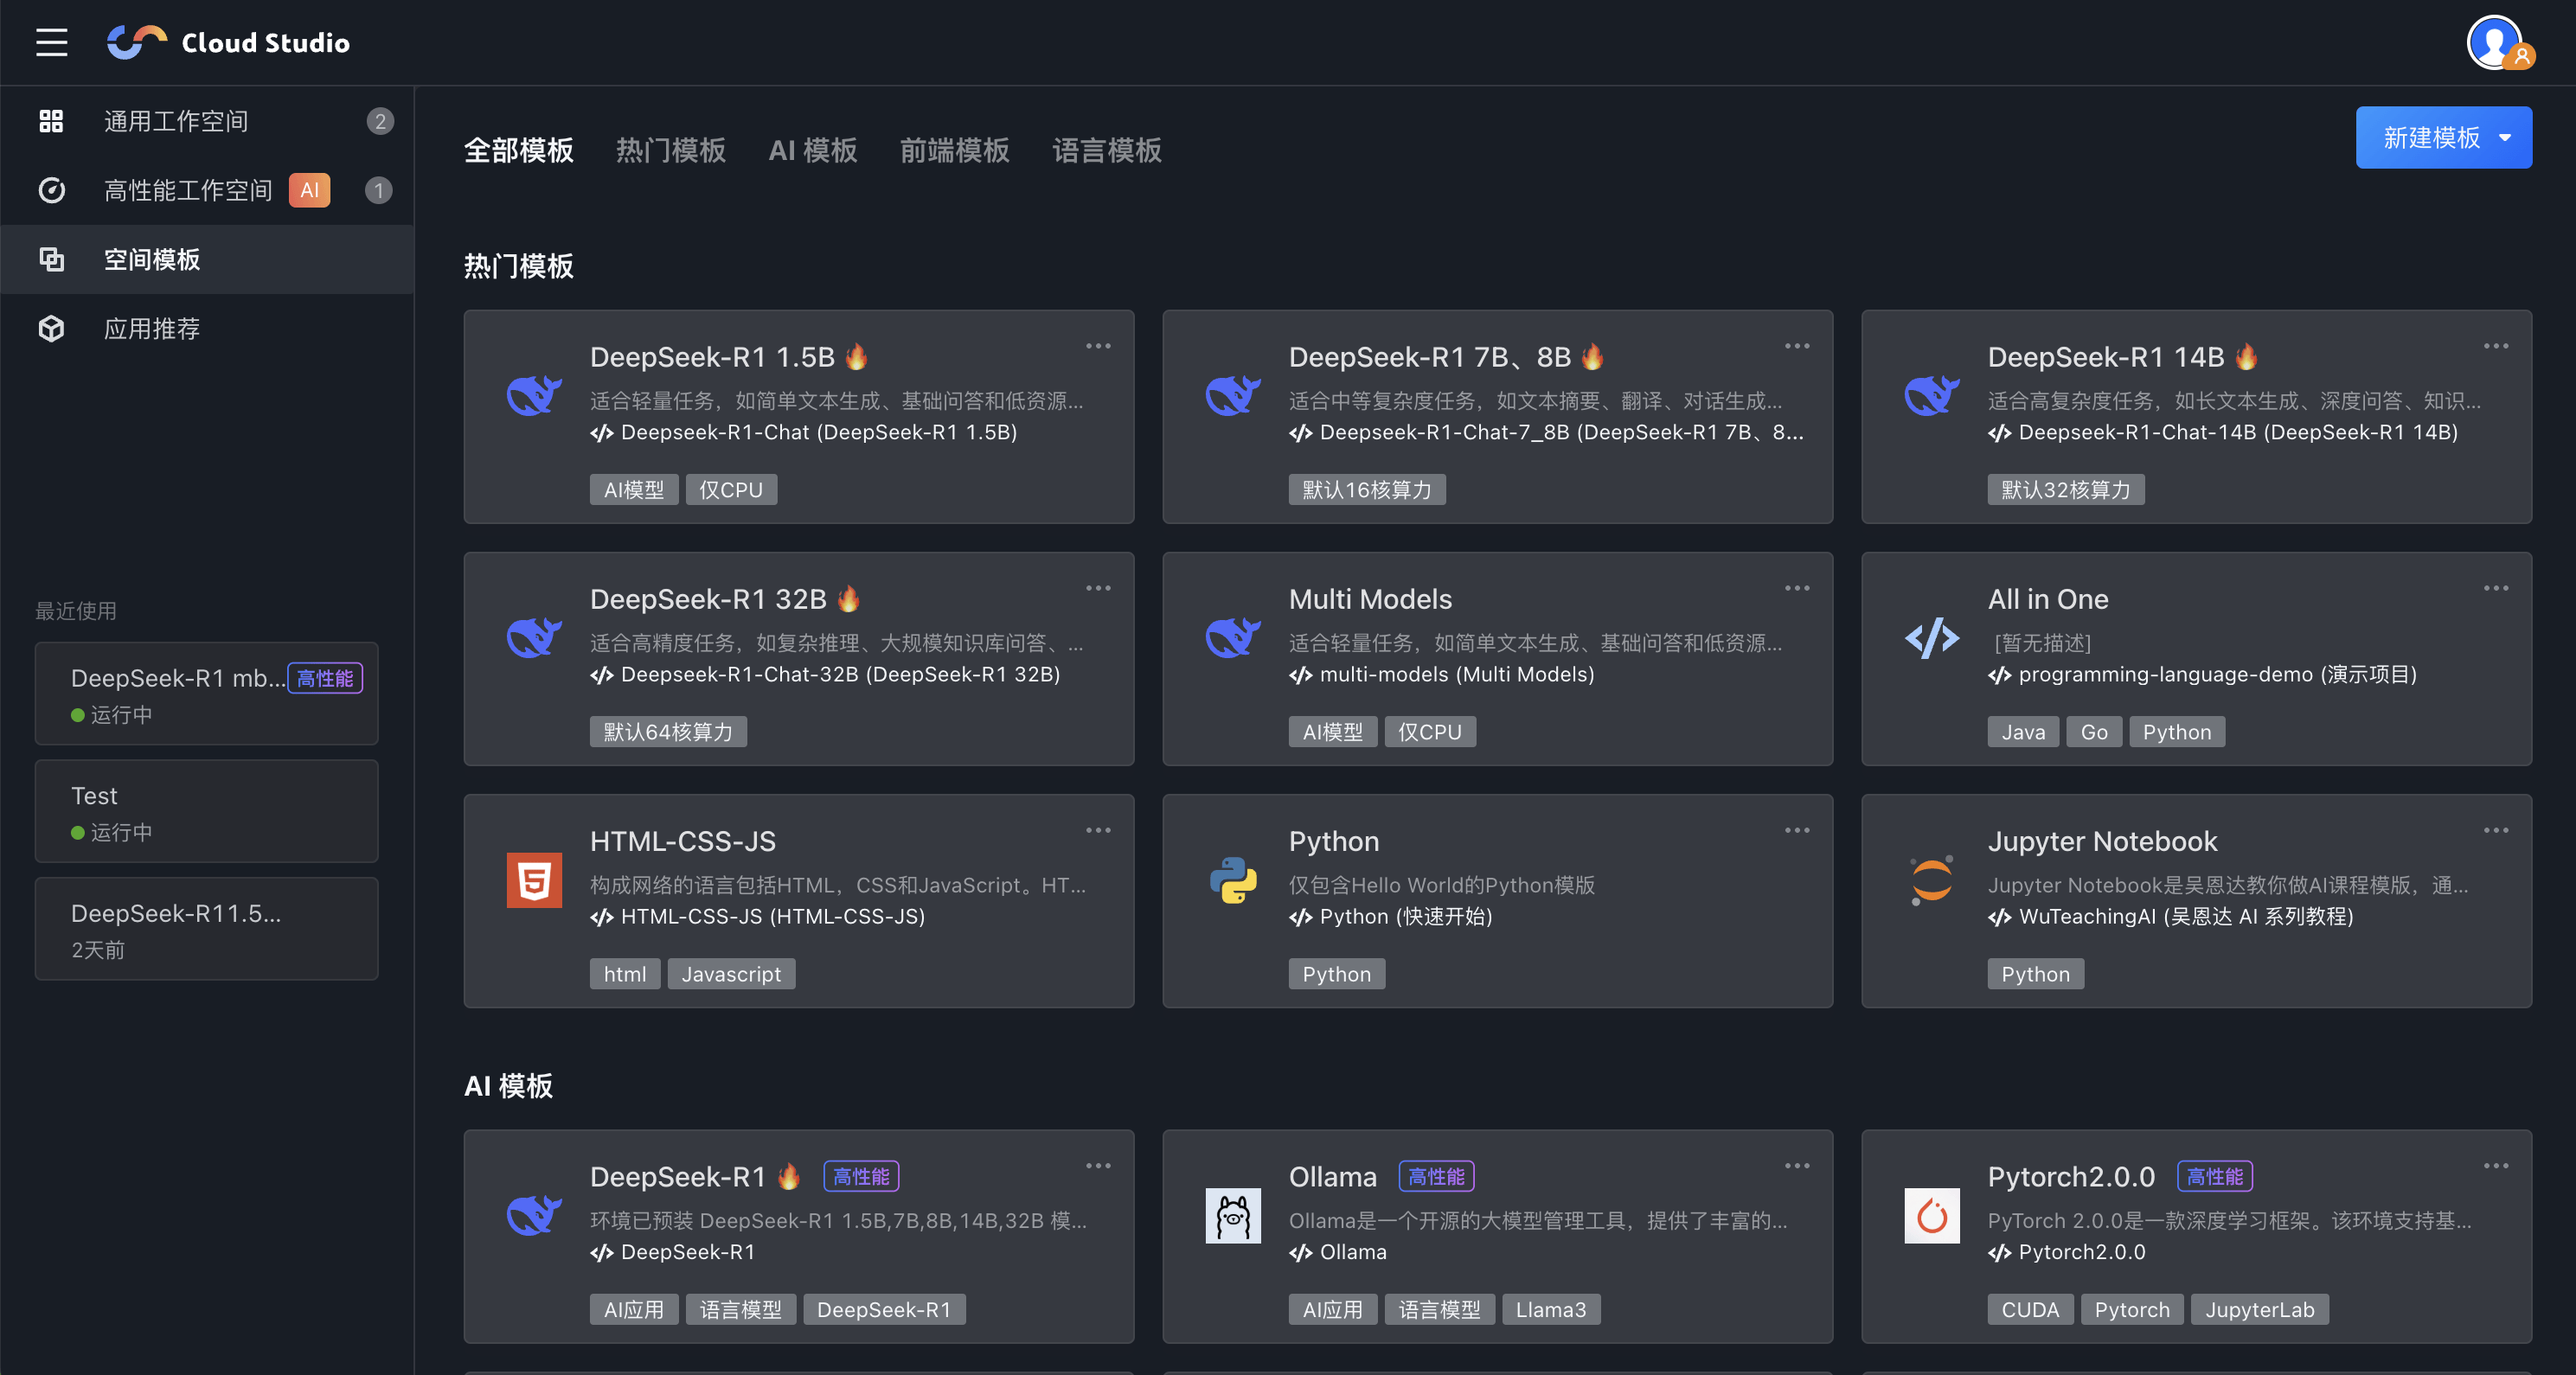 Cloud Studio
通用工作空间 2
高性能工作空间 AI 1
空间模板
应用推荐
最近使用
DeepSeek-R1 mb... 高性能
运行中
Test
运行中
DeepSeek-R11.5...
2天前
全部模板 热门模板 AI 模板 前端模板 语言模板
新建模板
热门模板
DeepSeek-R1 1.5B🔥
适合轻量任务，如简单文本生成、基础问答和低资源...
Deepseek-R1-Chat (DeepSeek-R1 1.5B)
AI模型 仅CPU
DeepSeek-R1 7B、8B🔥
适合中等复杂度任务，如文本摘要、翻译、对话生成...
Deepseek-R1-Chat-7_8B (DeepSeek-R1 7B、8...
默认16核算力
DeepSeek-R1 14B🔥
适合高复杂度任务，如长文本生成、深度问答、知识...
Deepseek-R1-Chat-14B (DeepSeek-R1 14B)
默认32核算力
DeepSeek-R1 32B🔥
适合高精度任务，如复杂推理、大规模知识库问答、...
Deepseek-R1-Chat-32B (DeepSeek-R1 32B)
默认64核算力
Multi Models
适合轻量任务，如简单文本生成、基础问答和低资源...
multi-models (Multi Models)
AI模型 仅CPU
All in One
[暂无描述]
programming-language-demo (演示项目)
Java Go Python
HTML-CSS-JS
构成网络的语言包括HTML，CSS和JavaScript。HT...
HTML-CSS-JS (HTML-CSS-JS)
html Javascript
Python
仅包含Hello World的Python模版
Python (快速开始)
Python
Jupyter Notebook
Jupyter Notebook是吴恩达教你做AI课程模版，通...
WuTeachingAI (吴恩达 AI 系列教程)
Python
AI 模板
DeepSeek-R1🔥 高性能
环境已预装 DeepSeek-R1 1.5B,7B,8B,14B,32B 模...
DeepSeek-R1
AI应用 语言模型 DeepSeek-R1
Ollama 高性能
Ollama是一个开源的大模型管理工具，提供了丰富的...
Ollama
AI应用 语言模型 Llama3
Pytorch2.0.0 高性能
PyTorch 2.0.0是一款深度学习框架。该环境支持基...
Pytorch2.0.0
CUDA Pytorch JupyterLab